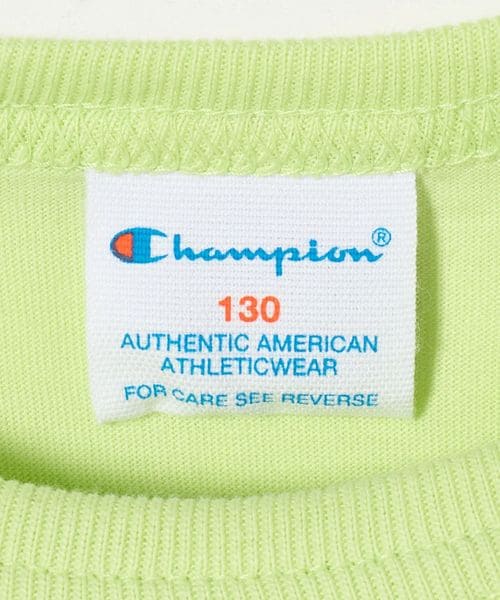 Champion®
130
AUTHENTIC AMERICAN
ATHLETICWEAR
FOR CARE SEE REVERSE